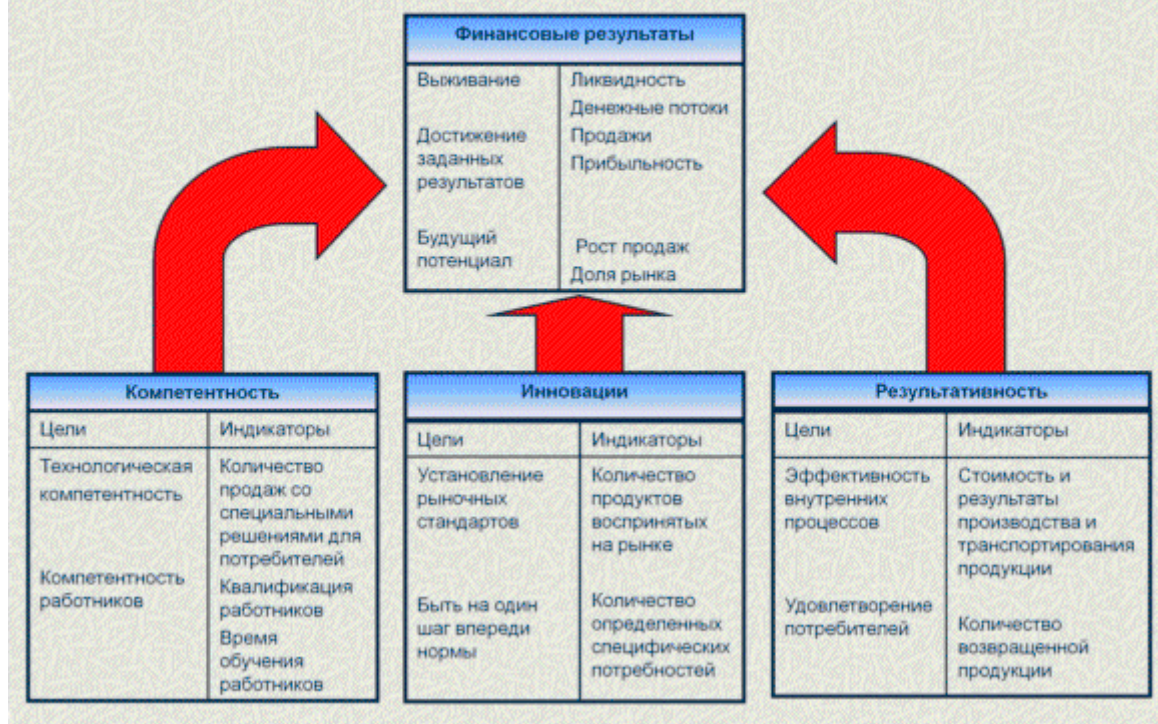 Финансовые результаты
Выживание
Достижение
заданных
результатов
Будущий
потенциал
Ликвидность
Денежные потоки
Продажи
Прибыльность
Рост продаж
Доля рынка
Компетентность
Цели
Технологическая
компетентность
Компетентность
работников
Индикаторы
Количество
продаж со
специальными
решениями для
потребителей
Квалификация
работников
Время
обучения
работников
Инновации
Цели
Установление
рыночных
стандартов
Быть на один
шаг впереди
нормы
Индикаторы
Количество
продуктов
воспринятых
на рынке
Количество
определенных
специфических
потребностей
Результативность
Цели
Эффективность
внутренних
процессов
Удовлетворение
потребителей
Индикаторы
Стоимость и
результаты
производства и
транспортирования
продукции
Количество
возвращенной
продукции